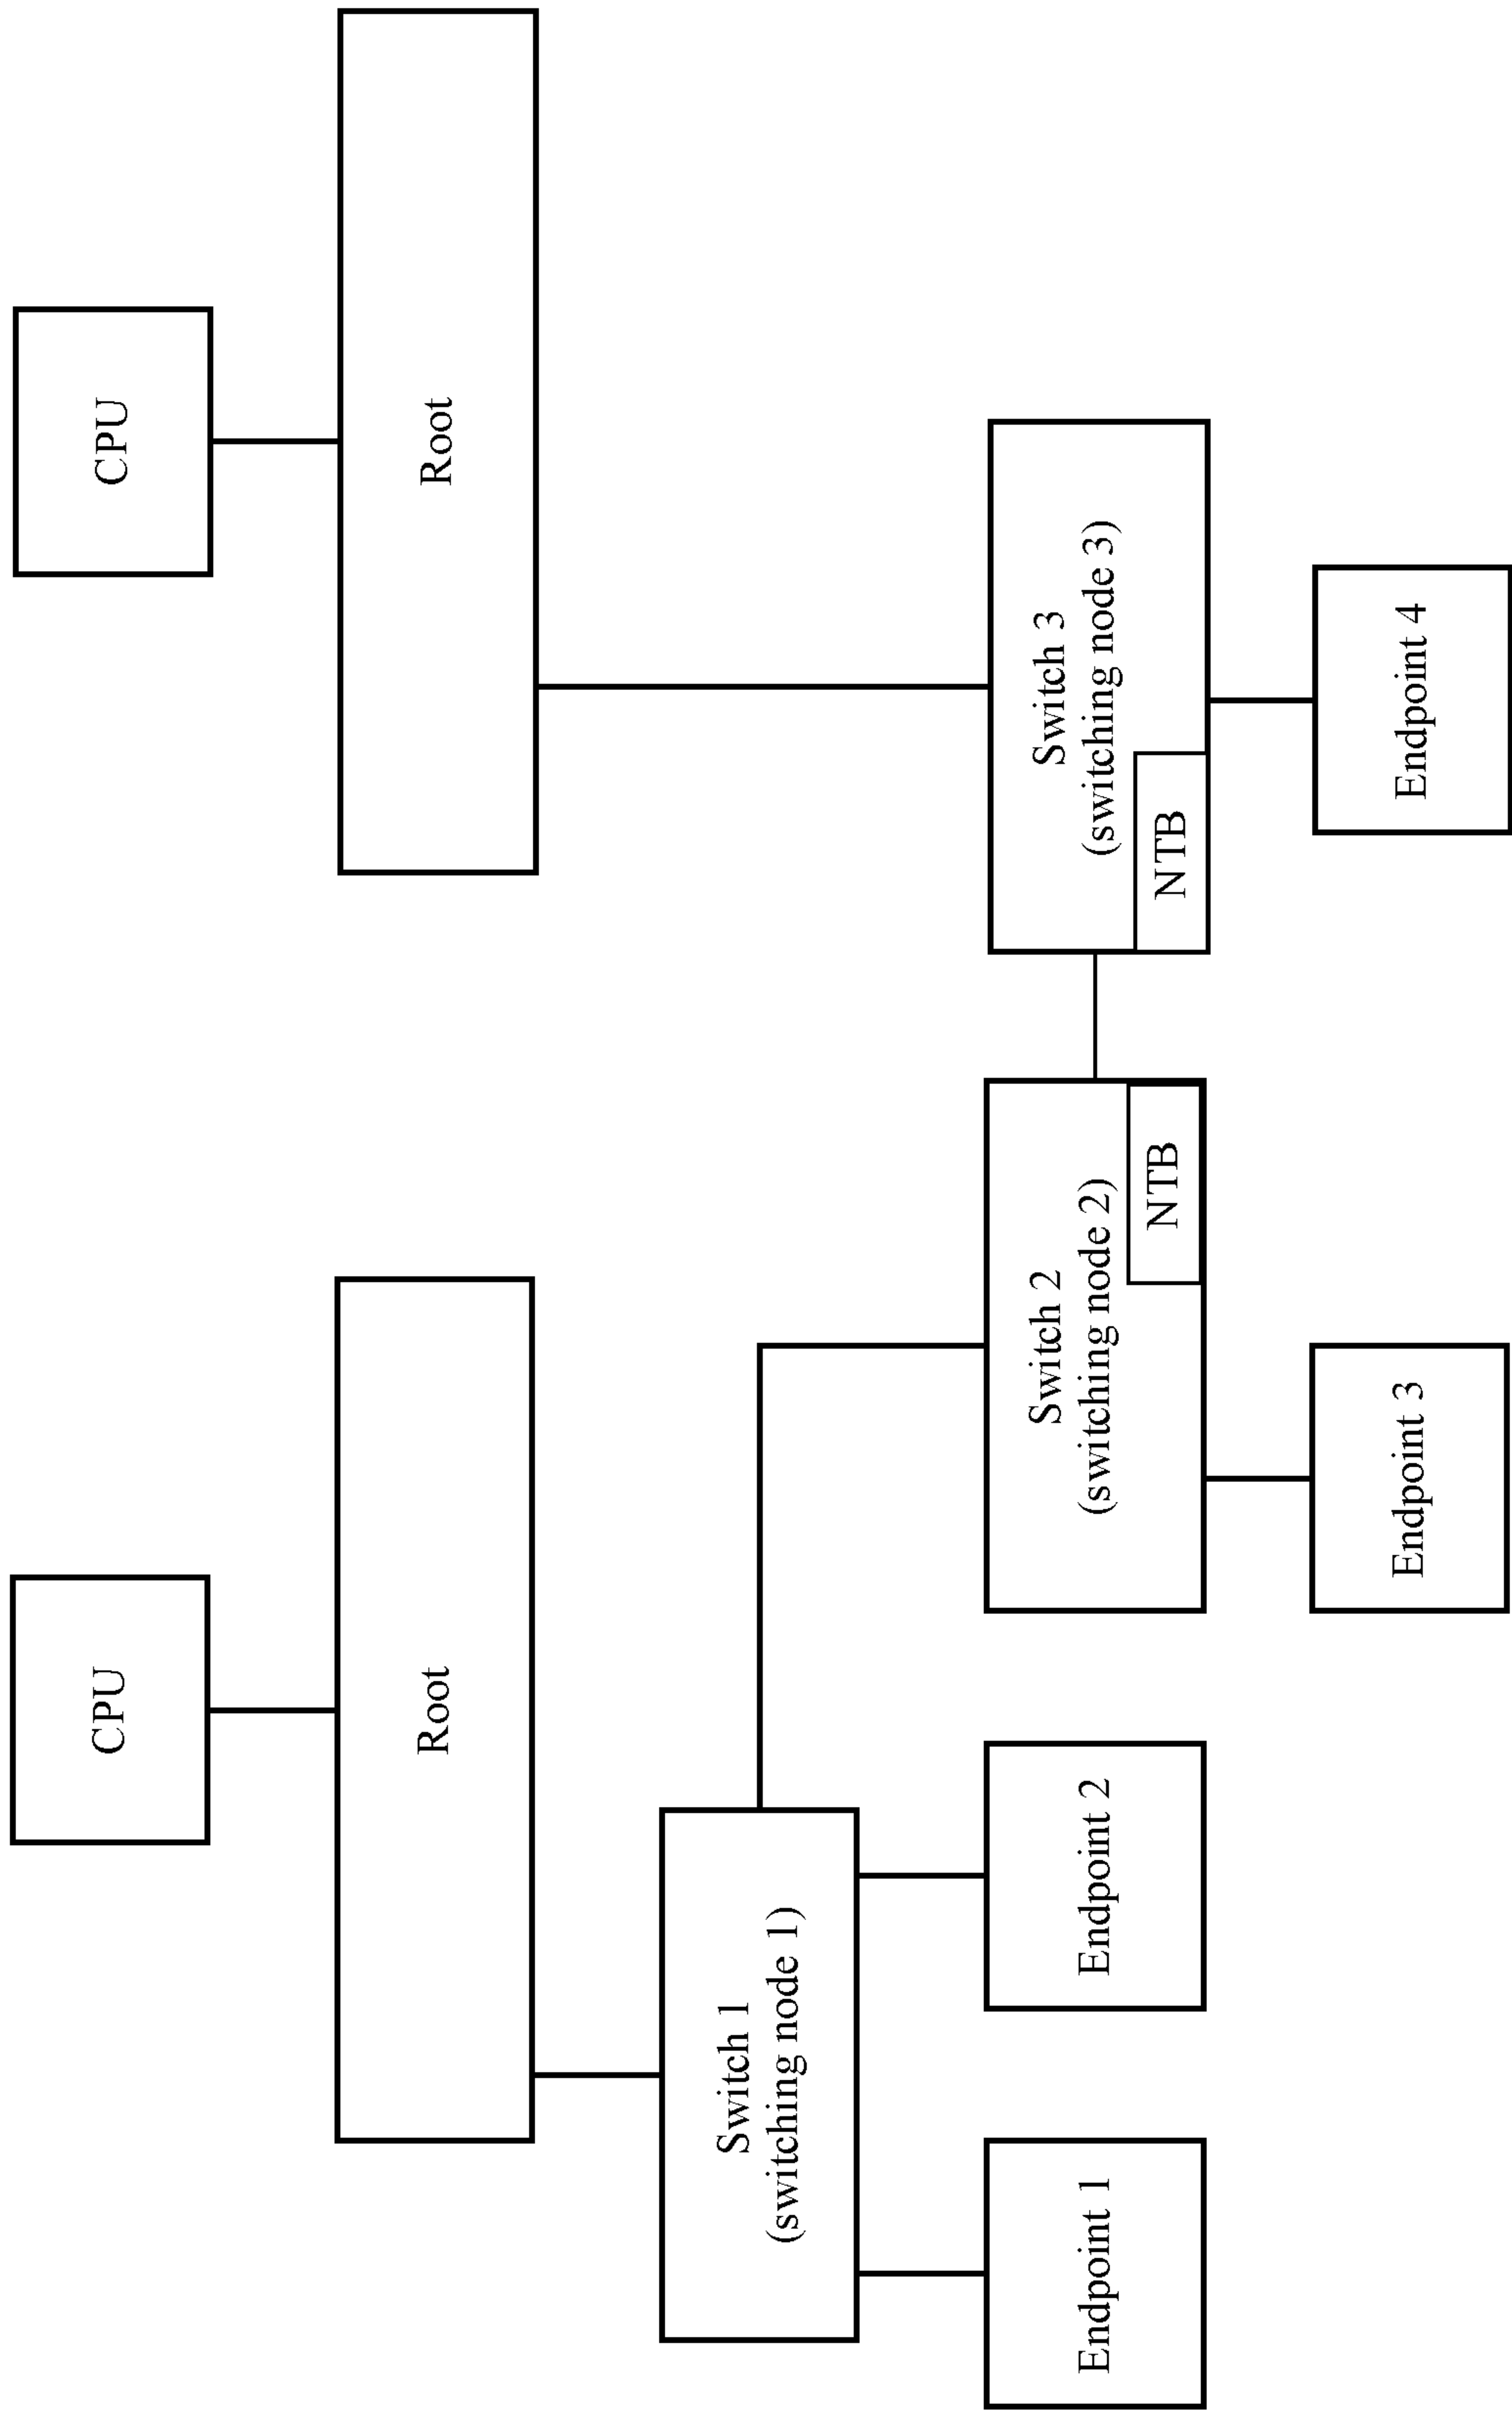 CPU
CPU
Root
Root
Switch 1
(switching node 1)
Switch 2
(switching node 2)
NTB
Switch 3
(switching node 3)
NTB
Endpoint 1
Endpoint 2
Endpoint 3
Endpoint 4